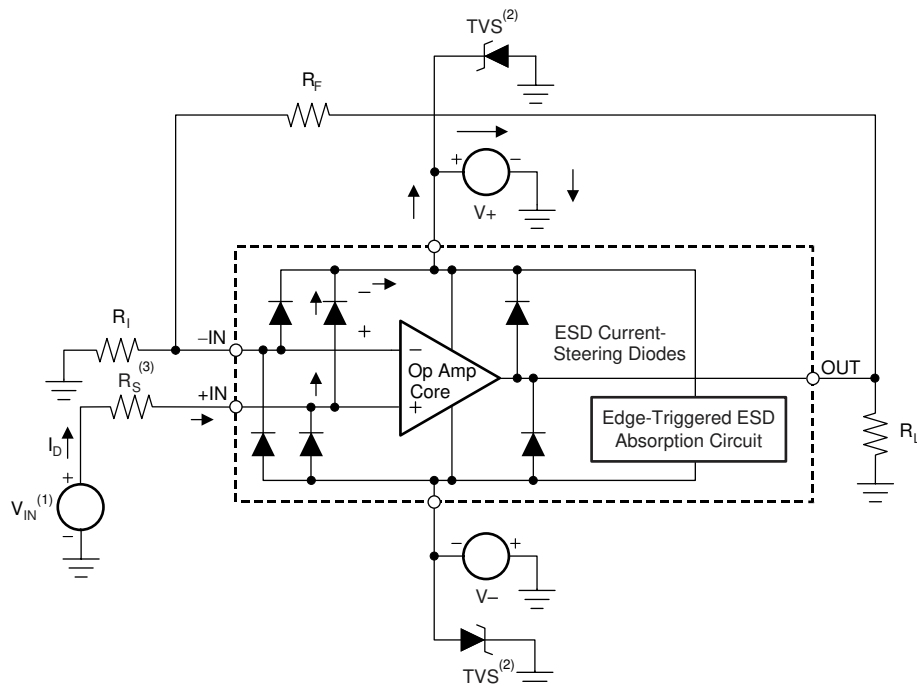 TVS(2)
RF
+ −
V+
RI
−IN
−
+
−
Op Amp
Core
+
ESD Current-
Steering Diodes
OUT
RS(3)
+IN
Edge-Triggered ESD
Absorption Circuit
RL
ID
+
VIN(1)
−
− +
V−
TVS(2)